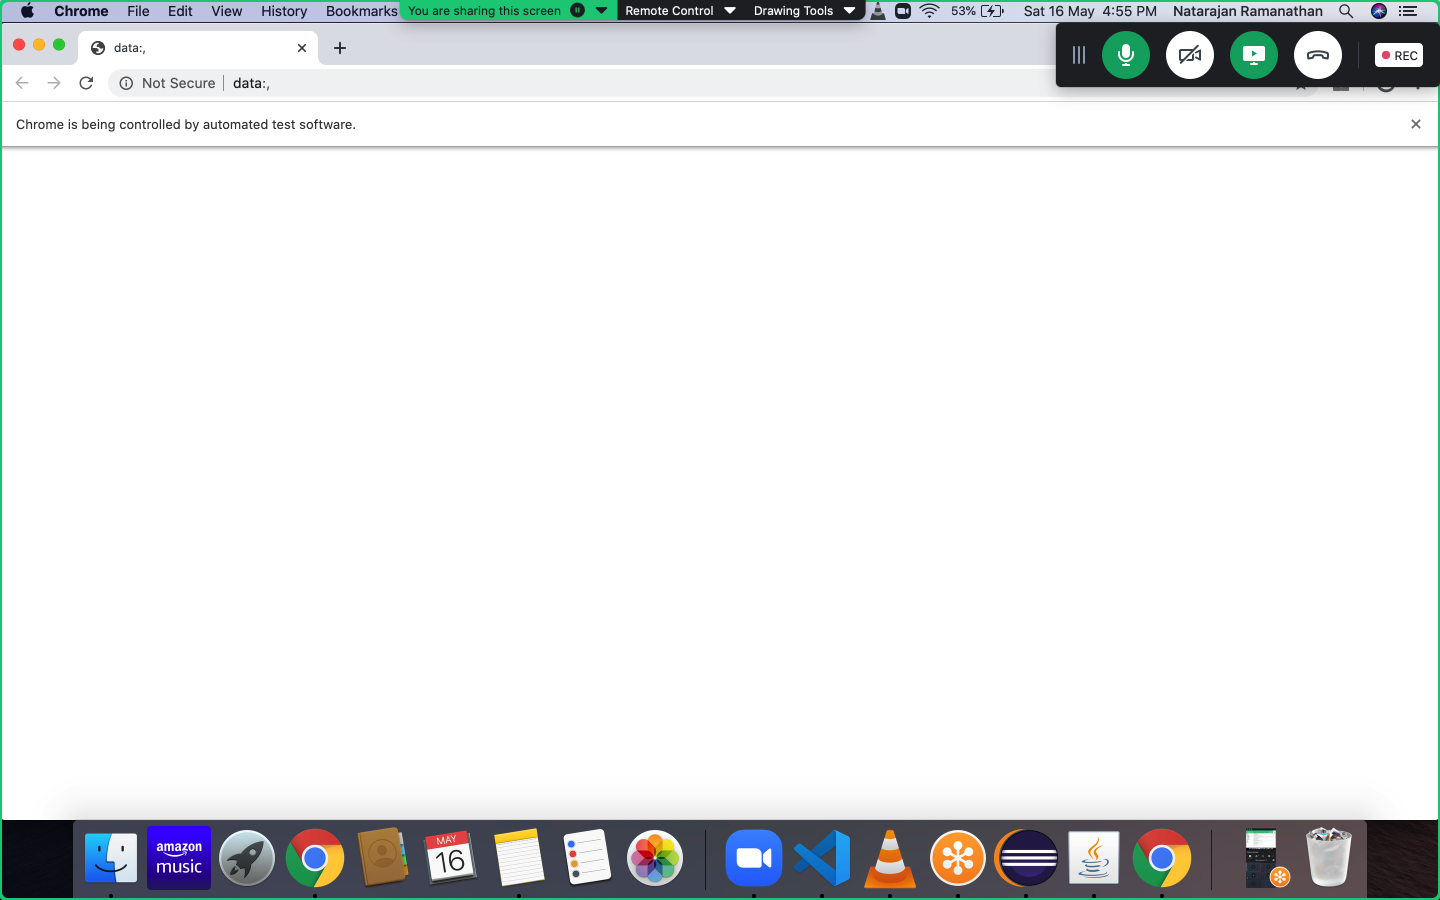 Chrome File Edit View History Bookmarks You are sharing this screen Remote Control Drawing Tools 53% Sat 16 May 4:55 PM Natarajan Ramanathan
data:,
REC
Not Secure data:,
Chrome is being controlled by automated test software.
amazon
music
MAY
16